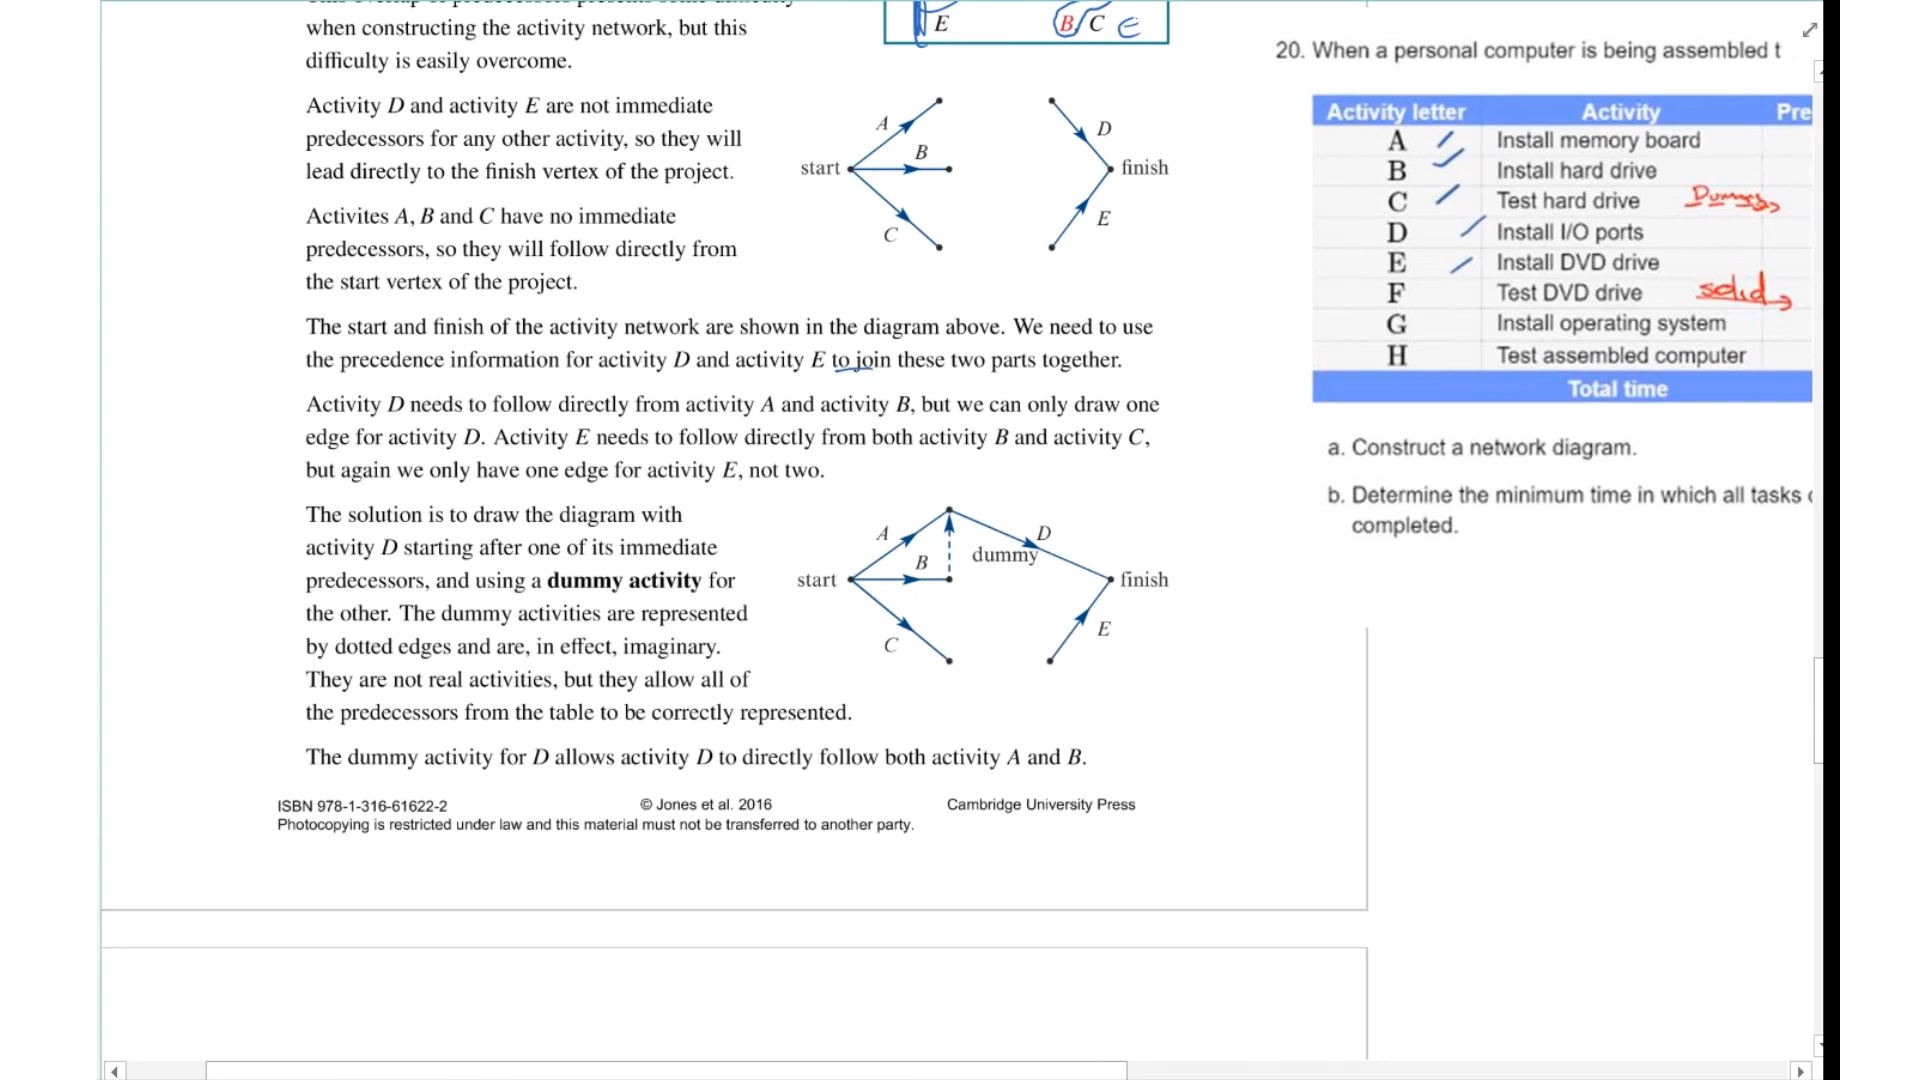 when constructing the activity network, but this
difficulty is easily overcome.
E
B, C E
Activity D and activity E are not immediate
predecessors for any other activity, so they will
lead directly to the finish vertex of the project.
Activites A, B and C have no immediate
predecessors, so they will follow directly from
the start vertex of the project.
start
A
B
C
D
E
finish
The start and finish of the activity network are shown in the diagram above. We need to use
the precedence information for activity D and activity E to join these two parts together.
Activity D needs to follow directly from activity A and activity B, but we can only draw one
edge for activity D. Activity E needs to follow directly from both activity B and activity C,
but again we only have one edge for activity E, not two.
The solution is to draw the diagram with
activity D starting after one of its immediate
predecessors, and using a dummy activity for
the other. The dummy activities are represented
by dotted edges and are, in effect, imaginary.
They are not real activities, but they allow all of
the predecessors from the table to be correctly represented.
start
A
B
C
dummy
D
E
finish
The dummy activity for D allows activity D to directly follow both activity A and B.
ISBN 978-1-316-61622-2 © Jones et al. 2016 Cambridge University Press
Photocopying is restricted under law and this material must not be transferred to another party.
20. When a personal computer is being assembled t
Activity letter Activity Pre
A Install memory board
B Install hard drive
C Test hard drive Dummy
D Install I/O ports
E Install DVD drive
F Test DVD drive solid
G Install operating system
H Test assembled computer
Total time
a. Construct a network diagram.
b. Determine the minimum time in which all tasks
completed.